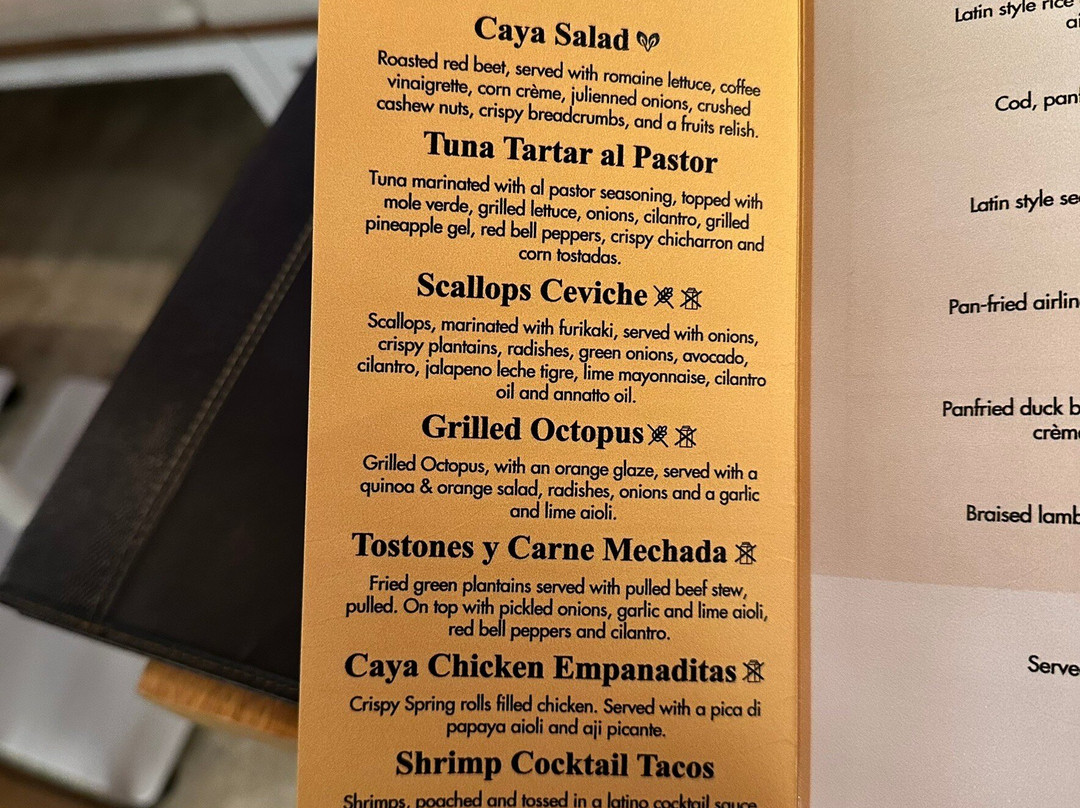 Caya Salad
Roasted red beet, served with romaine lettuce, coffee
vinaigrette, corn crème, julienned onions, crushed
cashew nuts, crispy breadcrumbs, and a fruits relish.
Tuna Tartar al Pastor
Tuna marinated with al pastor seasoning, topped with
mole verde, grilled lettuce, onions, cilantro, grilled
pineapple gel, red bell peppers, crispy chicharron and
corn tostadas.
Scallops Ceviche
Scallops, marinated with furikaki, served with onions,
crispy plantains, radishes, green onions, avocado,
cilantro, jalapeno leche tigre, lime mayonnaise, cilantro
oil and annatto oil.
Grilled Octopus
Grilled Octopus, with an orange glaze, served with a
quinoa & orange salad, radishes, onions and a garlic
and lime aioli.
Tostones y Carne Mechada
Fried green plantains served with pulled beef stew,
pulled. On top with pickled onions, garlic and lime aioli,
red bell peppers and cilantro.
Caya Chicken Empanaditas
Crispy Spring rolls filled chicken. Served with a pica di
papaya aioli and aji picante.
Shrimp Cocktail Tacos
Shrimps, poached and tossed in a latino cocktail sauce
Latin style rice
Cod,
Latin style
Pan-fried
Panfried duck
Braised lamb